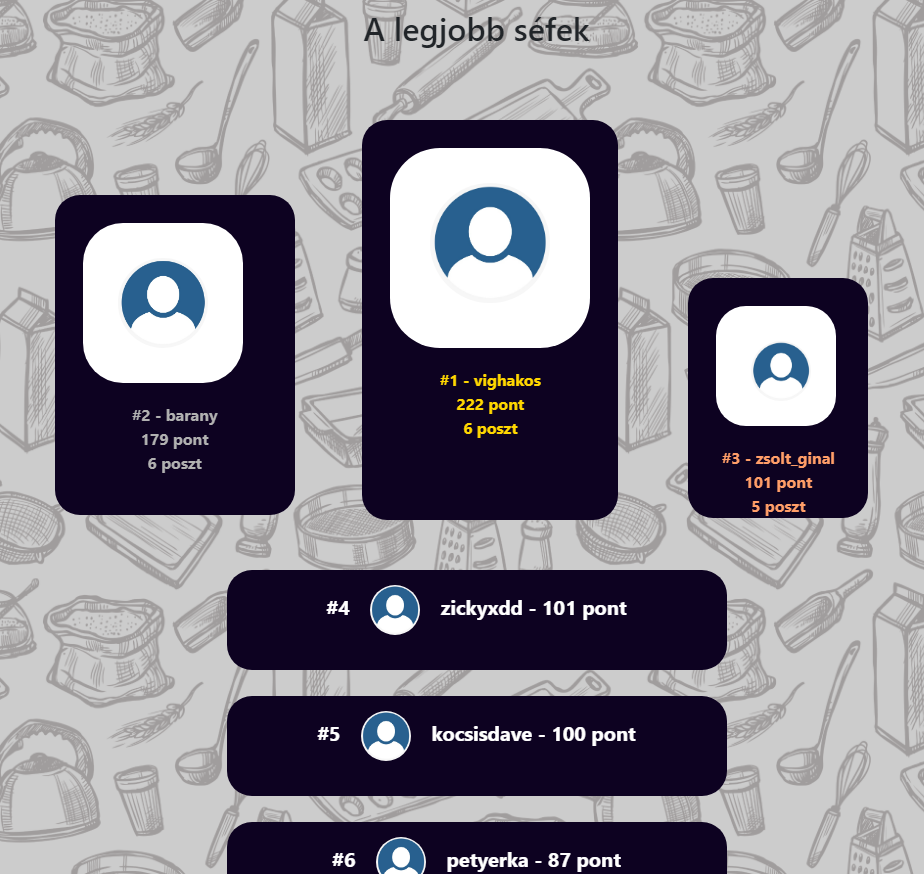 A legjobb séfek
#1 - vighakos
222 pont
6 poszt
#2 - barany
179 pont
6 poszt
#3 - zsolt_ginal
101 pont
5 poszt
#4 zickyxdd - 101 pont
#5 kocsisdave - 100 pont
#6 petyerka - 87 pont